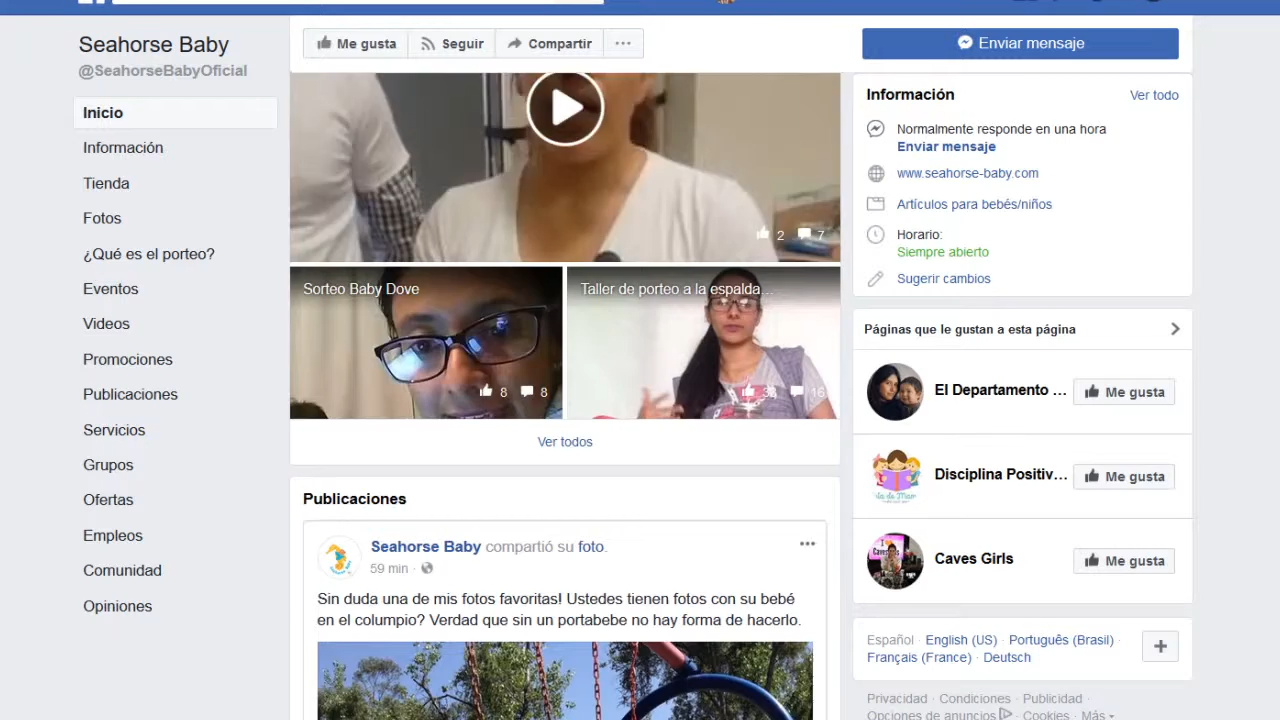 Seahorse Baby
@SeahorseBabyOficial
Inicio
Información
Tienda
Fotos
¿Qué es el porteo?
Eventos
Videos
Promociones
Publicaciones
Servicios
Grupos
Ofertas
Empleos
Comunidad
Opiniones
Me gusta
Seguir
Compartir
Enviar mensaje
2 7
Sorteo Baby Dove
8 8
Taller de porteo a la espalda...
16
Ver todos
Publicaciones
Seahorse Baby compartió su foto.
59 min ·
Sin duda una de mis fotos favoritas! Ustedes tienen fotos con su bebé
en el columpio? Verdad que sin un portabebe no hay forma de hacerlo.
Información
Ver todo
Normalmente responde en una hora
Enviar mensaje
www.seahorse-baby.com
Artículos para bebés/niños
Horario:
Siempre abierto
Sugerir cambios
Páginas que le gustan a esta página
El Departamento ...
Me gusta
Disciplina Positiv...
Me gusta
Caves Girls
Me gusta
Español · English (US) · Português (Brasil) ·
Français (France) · Deutsch
Privacidad · Condiciones · Publicidad ·
Opciones de anuncios · Cookies · Más